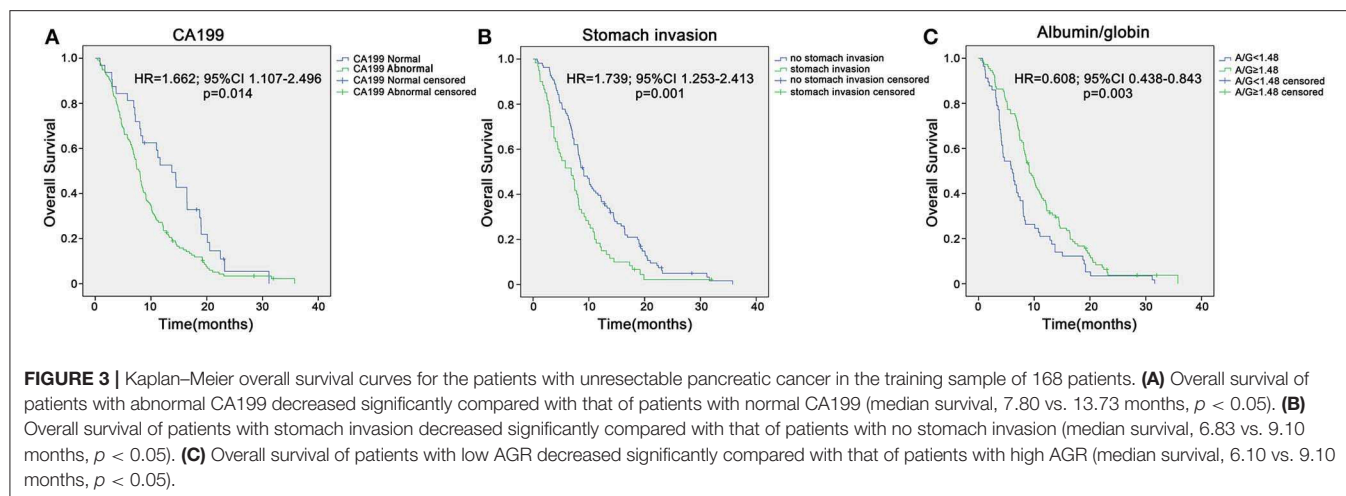 A
CA199
CA199 Normal
CA199 Abnormal
CA199 Normal censored
CA199 Abnormal censored
HR=1.662; 95%CI 1.107-2.496
p=0.014
Overall Survival
1.0
0.8
0.6
0.4
0.2
0
0 10 20 30 40
Time(months)
B
Stomach invasion
no stomach invasion
stomach invasion
no stomach invasion censored
stomach invasion censored
HR=1.739; 95%CI 1.253-2.413
p=0.001
Overall Survival
1.0
0.8
0.6
0.4
0.2
0
0 10 20 30 40
Time(months)
C
Albumin/globin
A/G<1.48
A/G≥1.48
A/G<1.48 censored
A/G≥1.48 censored
HR=0.608; 95%CI 0.438-0.843
p=0.003
Overall Survival
1.0
0.8
0.6
0.4
0.2
0
0 10 20 30 40
Time(months)
FIGURE 3 | Kaplan–Meier overall survival curves for the patients with unresectable pancreatic cancer in the training sample of 168 patients. (A) Overall survival of
patients with abnormal CA199 decreased significantly compared with that of patients with normal CA199 (median survival, 7.80 vs. 13.73 months, p < 0.05). (B)
Overall survival of patients with stomach invasion decreased significantly compared with that of patients with no stomach invasion (median survival, 6.83 vs. 9.10
months, p < 0.05). (C) Overall survival of patients with low AGR decreased significantly compared with that of patients with high AGR (median survival, 6.10 vs. 9.10
months, p < 0.05).